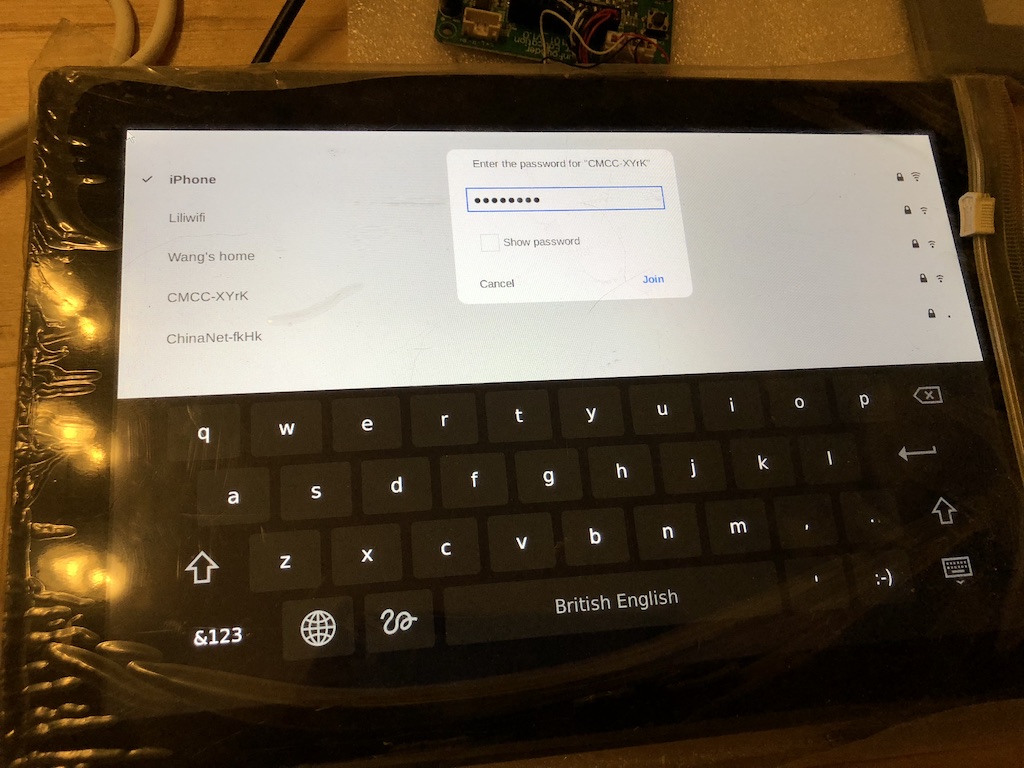 Enter the password for "CMCC-XYrK"
••••••••
Show password
Cancel
Join
iPhone
Liliwifi
Wang's home
CMCC-XYrK
ChinaNet-fkHk
q w e r t y u i o p
a s d f g h j k l
z x c v b n m , .
&123
British English
'
:-)